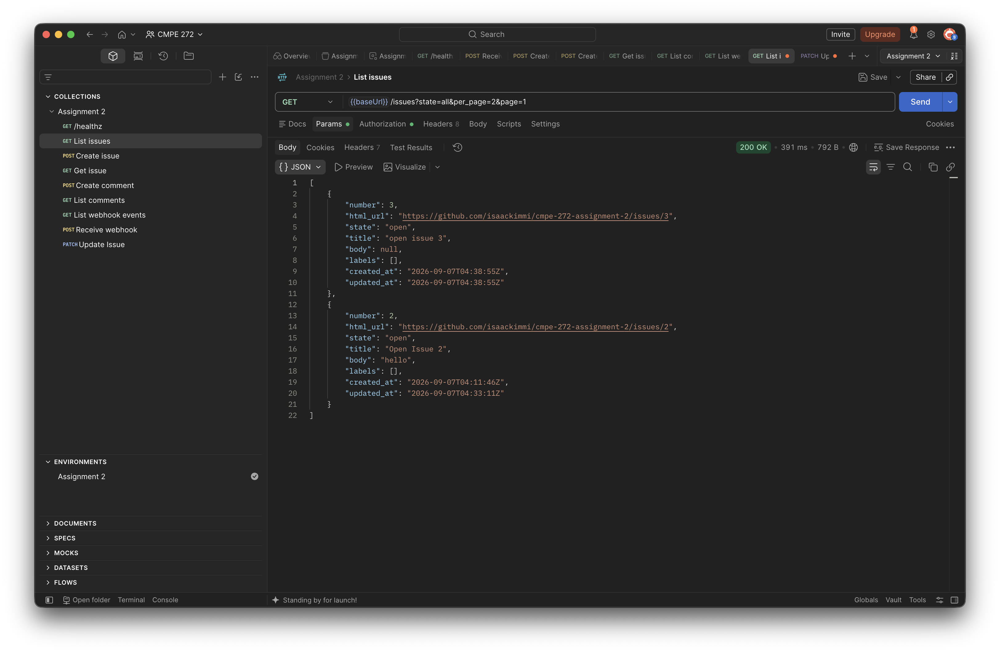 CMPE 272
Search
Invite
Upgrade
1
S
Overvie
Assignm
Assignm
GET /health
POST Recei
POST Create
POST Create
GET Get iss
GET List co
GET List we
GET List i
PATCH Up
Assignment 2
COLLECTIONS
Assignment 2
GET /healthz
GET List issues
POST Create issue
GET Get issue
POST Create comment
GET List comments
GET List webhook events
POST Receive webhook
PATCH Update Issue
ENVIRONMENTS
Assignment 2
DOCUMENTS
SPECS
MOCKS
DATASETS
FLOWS
HTTP Assignment 2 > List issues
Save
Share
GET {{baseUrl}} /issues?state=all&per_page=2&page=1
Send
Docs Params Authorization Headers 8 Body Scripts Settings
Cookies
Body Cookies Headers 7 Test Results
200 OK • 391 ms • 792 B
e.g. Save Response
{ } JSON Preview Visualize
1 [
2 {
3 "number": 3,
4 "html_url": "https://github.com/isaackimmi/cmpe-272-assignment-2/issues/3",
5 "state": "open",
6 "title": "open issue 3",
7 "body": null,
8 "labels": [],
9 "created_at": "2026-09-07T04:38:55Z",
10 "updated_at": "2026-09-07T04:38:55Z"
11 },
12 {
13 "number": 2,
14 "html_url": "https://github.com/isaackimmi/cmpe-272-assignment-2/issues/2",
15 "state": "open",
16 "title": "Open Issue 2",
17 "body": "hello",
18 "labels": [],
19 "created_at": "2026-09-07T04:11:46Z",
20 "updated_at": "2026-09-07T04:33:11Z"
21 }
22 ]
Open folder Terminal Console
Standing by for launch!
Globals Vault Tools